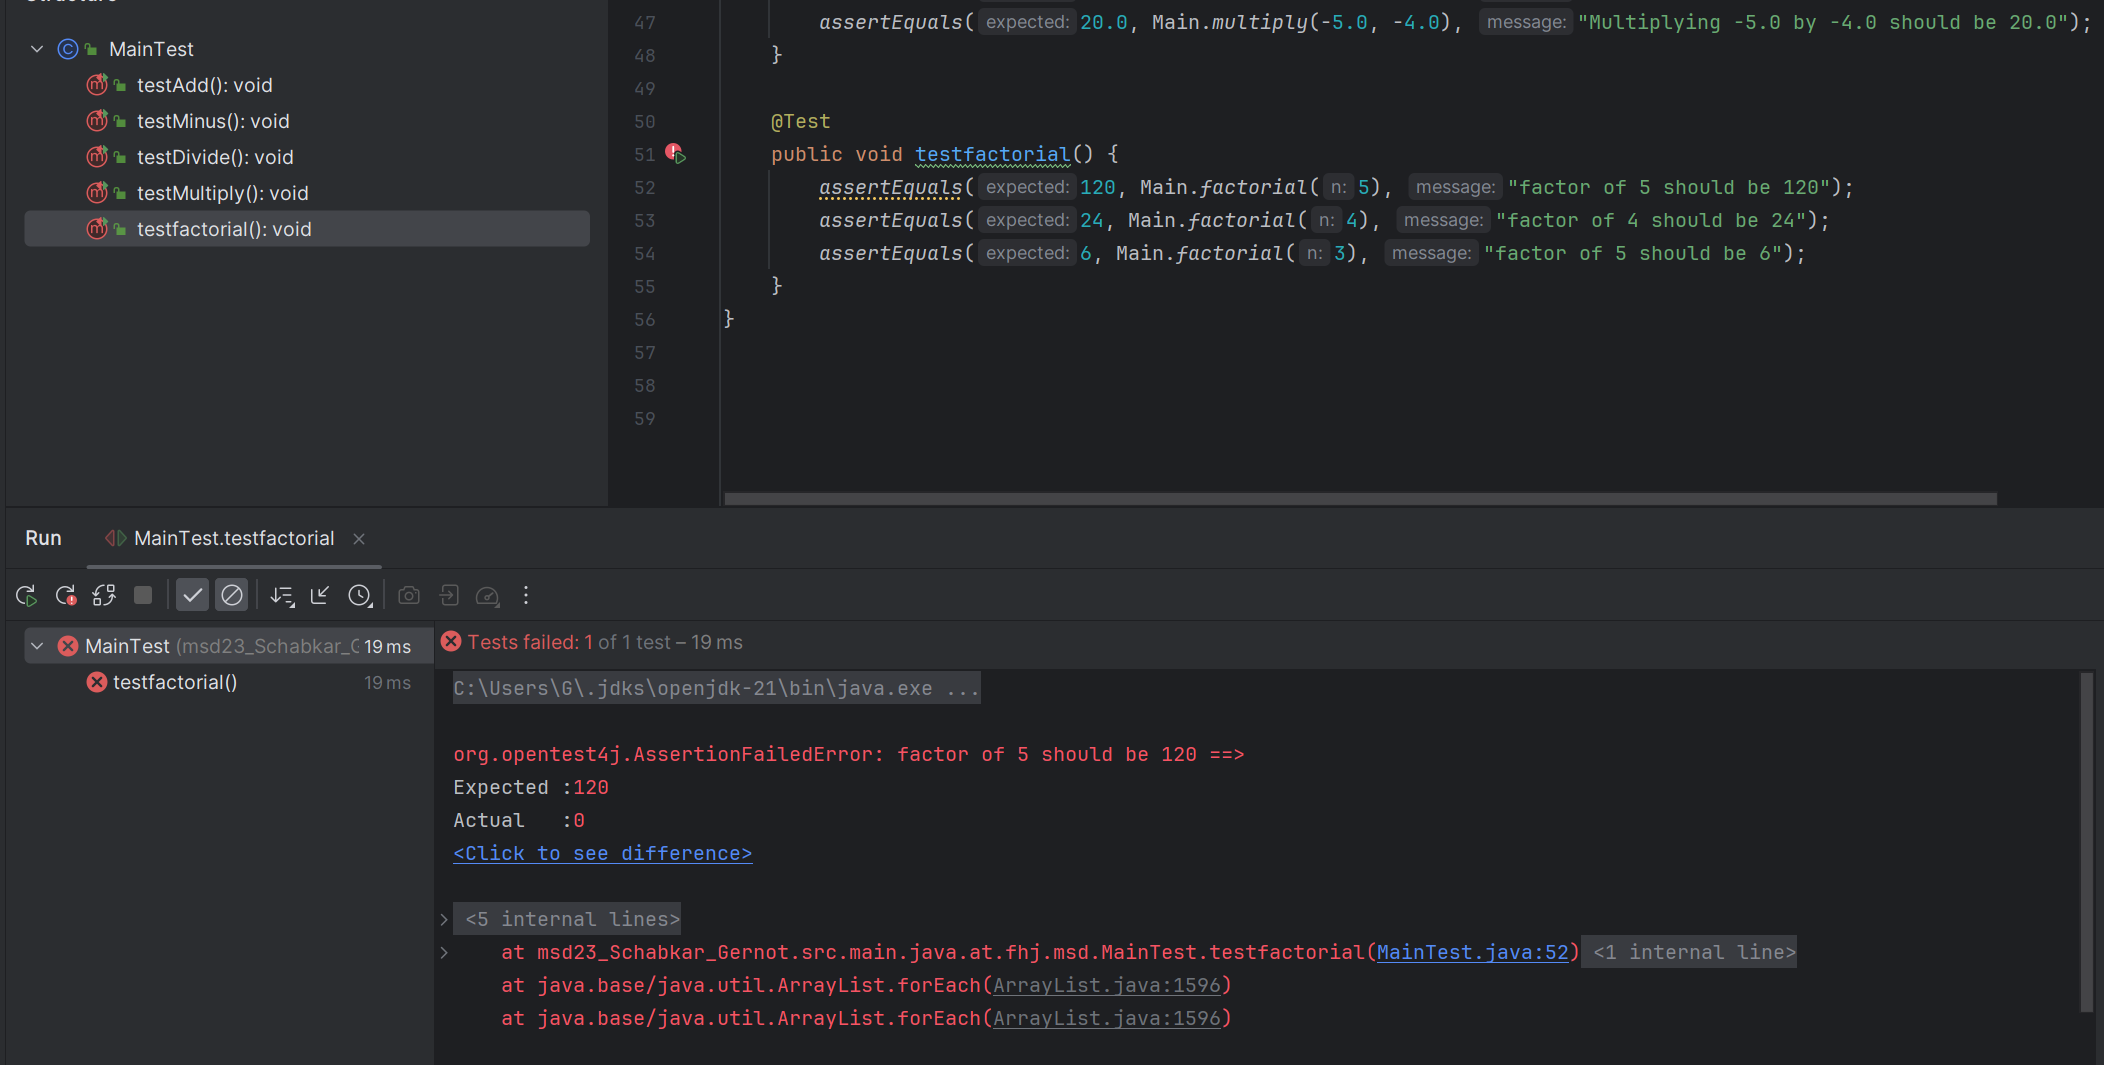 MainTest
testAdd(): void
testMinus(): void
testDivide(): void
testMultiply(): void
testfactorial(): void
47 assertEquals( expected: 20.0, Main.multiply(-5.0, -4.0), message: "Multiplying -5.0 by -4.0 should be 20.0");
48 }
49
50 @Test
51 public void testfactorial() {
52 assertEquals( expected: 120, Main.factorial( n: 5), message: "factor of 5 should be 120");
53 assertEquals( expected: 24, Main.factorial( n: 4), message: "factor of 4 should be 24");
54 assertEquals( expected: 6, Main.factorial( n: 3), message: "factor of 5 should be 6");
55 }
56 }
57
58
59
Run MainTest.testfactorial
MainTest (msd23_Schabkar_G 19 ms
testfactorial() 19 ms
Tests failed: 1 of 1 test – 19 ms
C:\Users\G\.jdks\openjdk-21\bin\java.exe ...
org.opentest4j.AssertionFailedError: factor of 5 should be 120 ==>
Expected :120
Actual   :0
<Click to see difference>
<5 internal lines>
at msd23_Schabkar_Gernot.src.main.java.at.fhj.msd.MainTest.testfactorial(MainTest.java:52) <1 internal line>
at java.base/java.util.ArrayList.forEach(ArrayList.java:1596)
at java.base/java.util.ArrayList.forEach(ArrayList.java:1596)